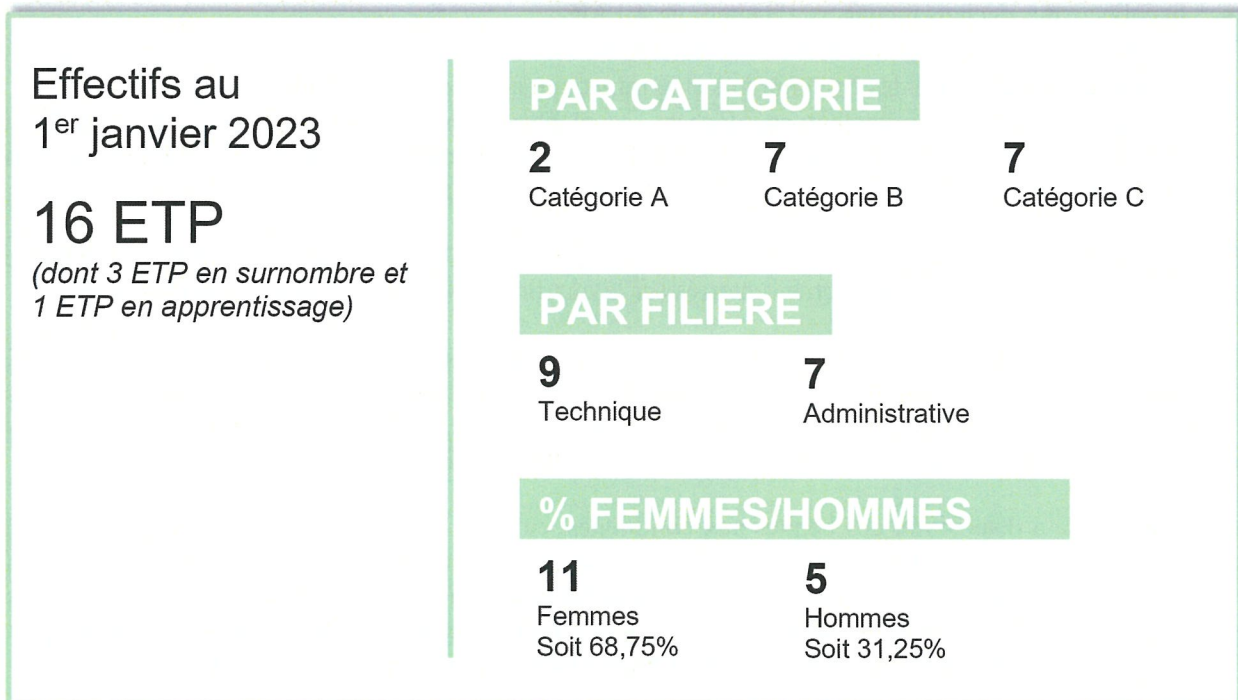 Effectifs au
1er janvier 2023
16 ETP
(dont 3 ETP en surnombre et
1 ETP en apprentissage)
PAR CATEGORIE
2 7 7
Catégorie A Catégorie B Catégorie C
PAR FILIERE
9 7
Technique Administrative
% FEMMES/HOMMES
11 5
Femmes Hommes
Soit 68,75% Soit 31,25%